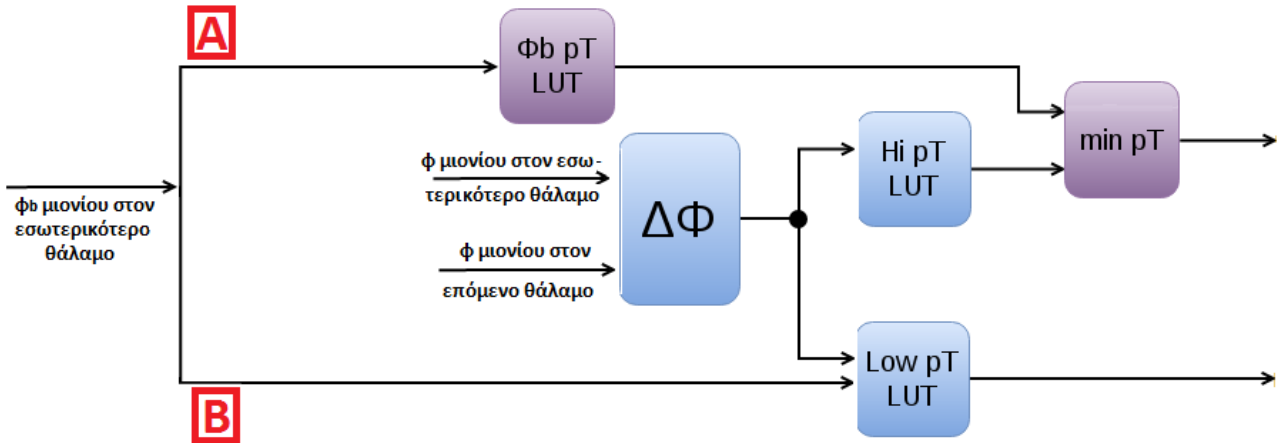 A
Φb pT
LUT
φ μιονίου στον εσω-
τερικότερο θάλαμο
Hi pT
LUT
min pT
φb μιονίου στον
εσωτερικότερο
θάλαμο
ΔΦ
φ μιονίου στον
επόμενο θάλαμο
Low pT
LUT
B